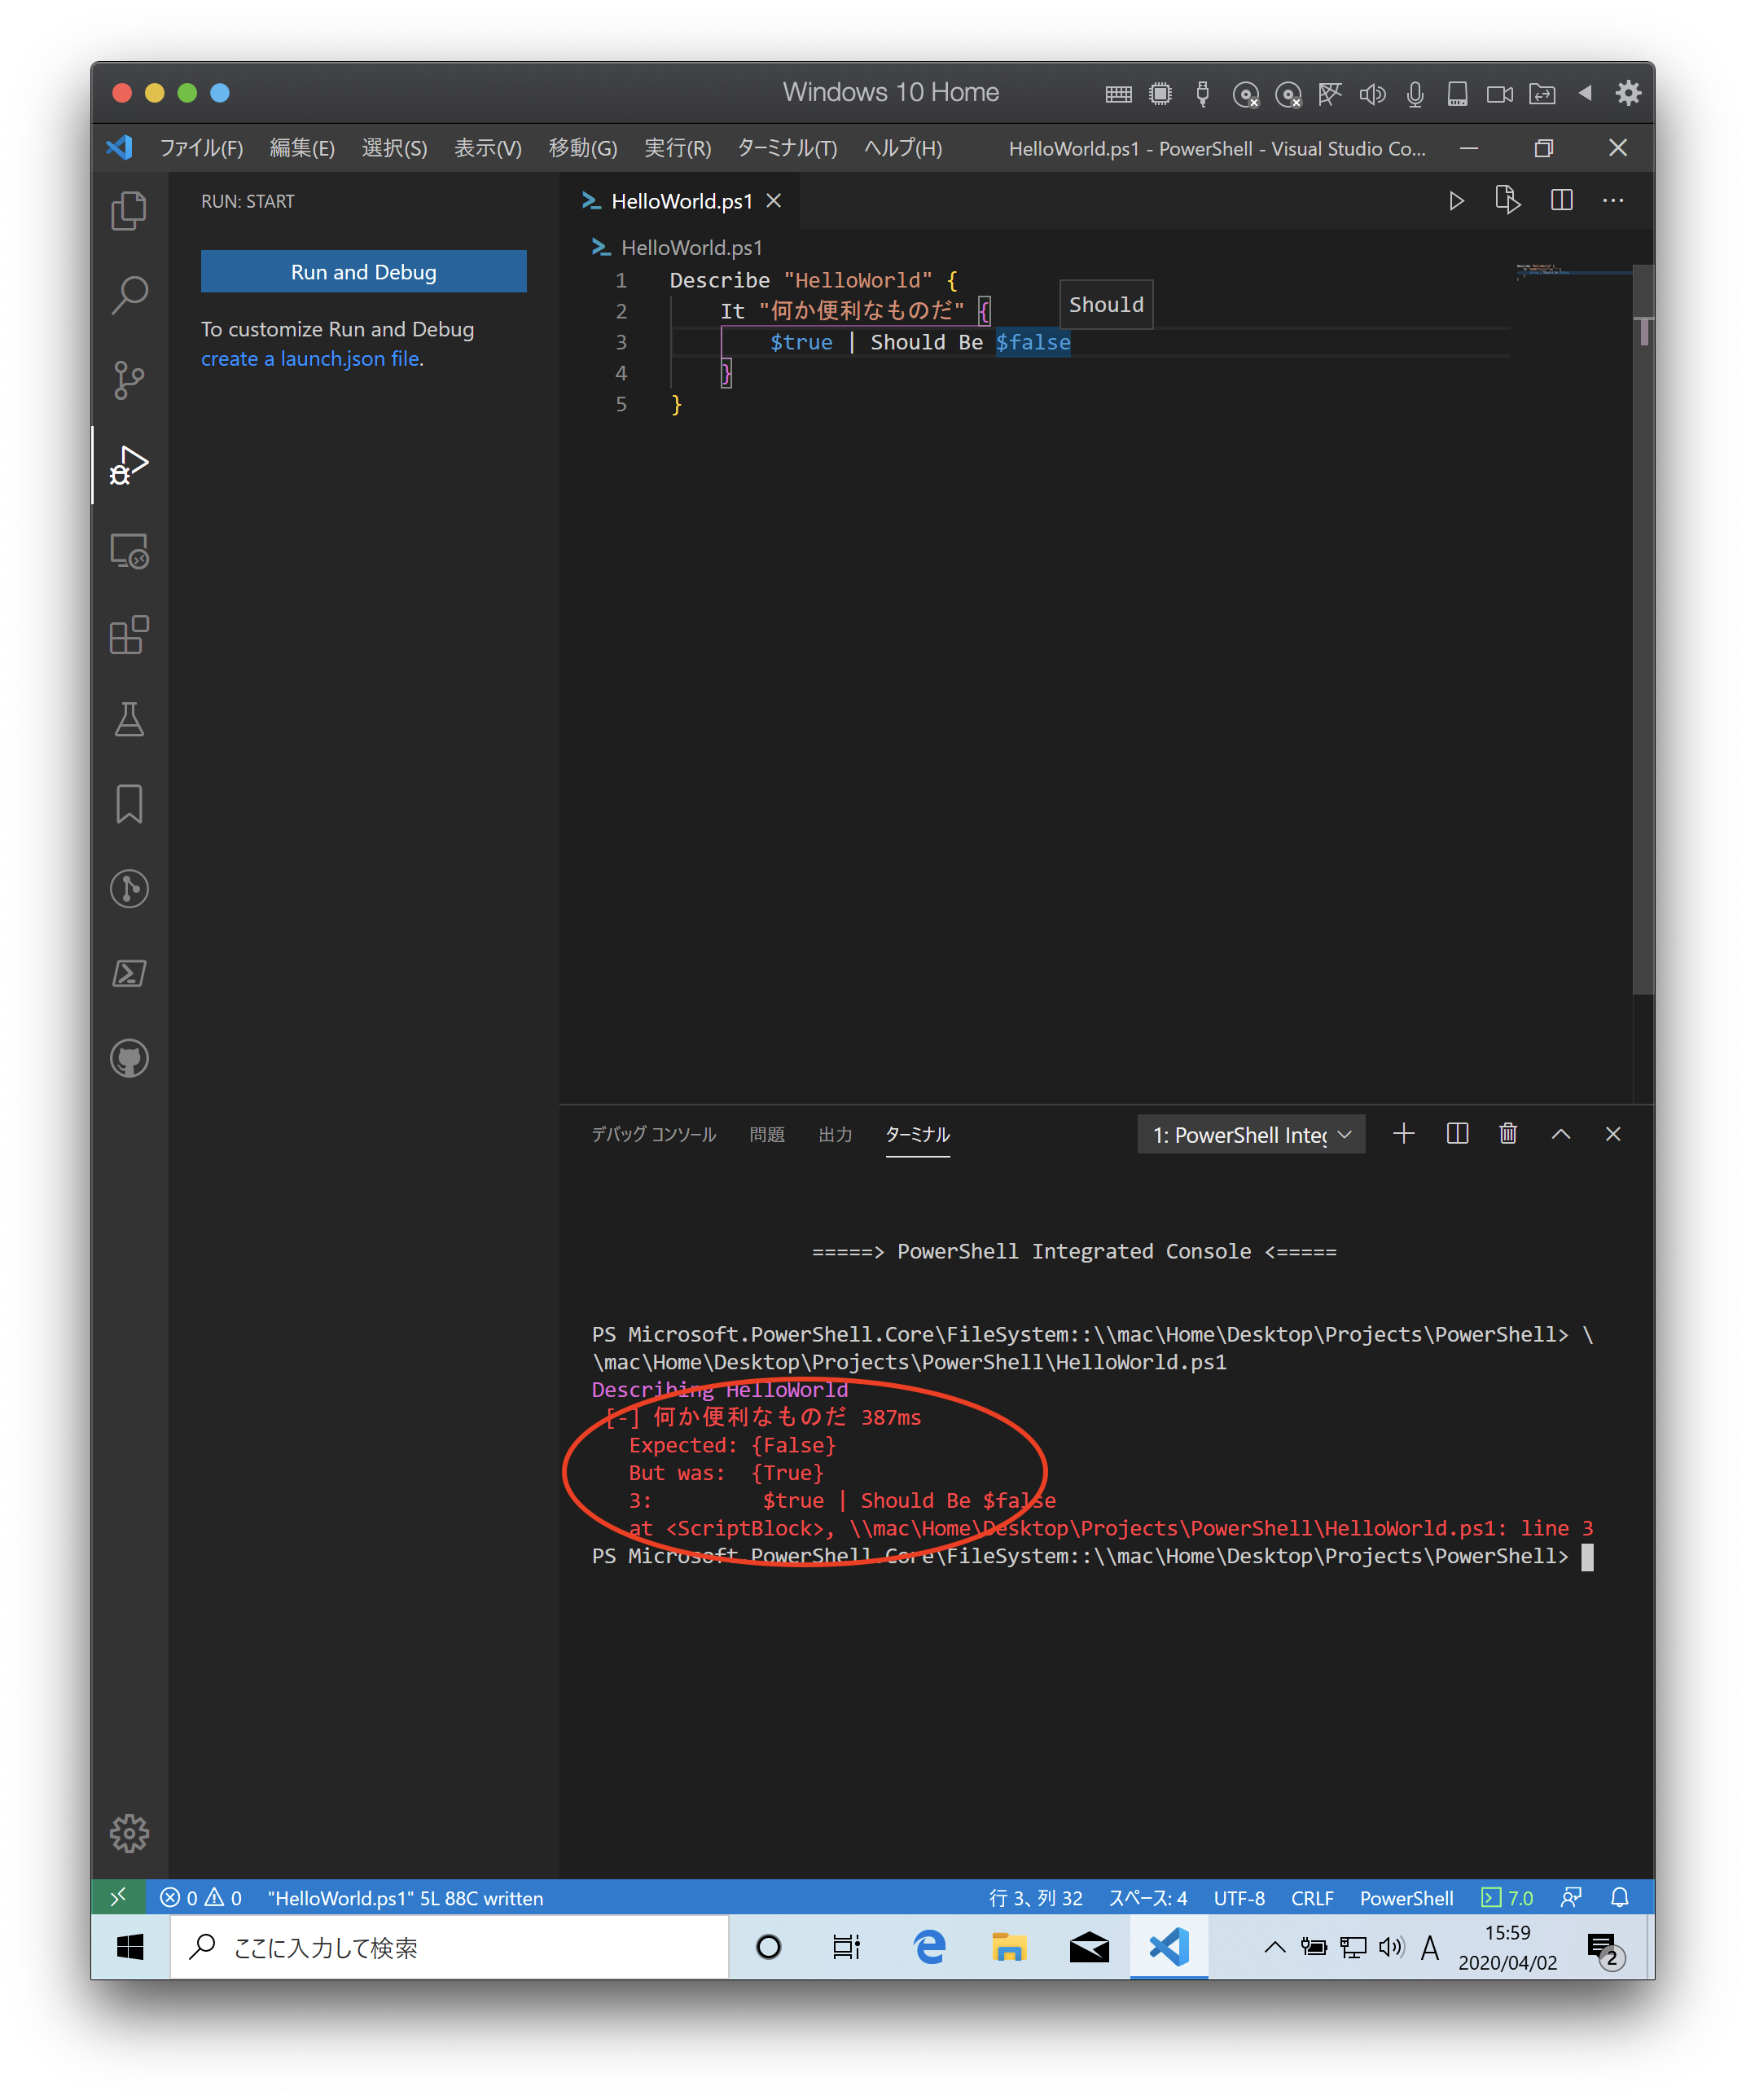 Windows 10 Home
ファイル(F) 編集(E) 選択(S) 表示(V) 移動(G) 実行(R) ターミナル(T) ヘルプ(H) HelloWorld.ps1 - PowerShell - Visual Studio Co...
RUN: START
Run and Debug
To customize Run and Debug
create a launch.json file.
HelloWorld.ps1
HelloWorld.ps1
1 Describe "HelloWorld" {
2 It "何か便利なものだ" {
Should
3 $true | Should Be $false
4 }
5 }
デバッグ コンソール 問題 出力 ターミナル 1: PowerShell Integ
=====> PowerShell Integrated Console <=====
PS Microsoft.PowerShell.Core\FileSystem::\\mac\Home\Desktop\Projects\PowerShell> \
\mac\Home\Desktop\Projects\PowerShell\HelloWorld.ps1
Describing HelloWorld
[-] 何か便利なものだ 387ms
Expected: {False}
But was: {True}
3: $true | Should Be $false
at <ScriptBlock>, \\mac\Home\Desktop\Projects\PowerShell\HelloWorld.ps1: line 3
PS Microsoft.PowerShell.Core\FileSystem::\\mac\Home\Desktop\Projects\PowerShell>
0 0 "HelloWorld.ps1" 5L 88C written 行 3、列 32 スペース: 4 UTF-8 CRLF PowerShell 7.0
ここに入力して検索
A
15:59
2020/04/02
2